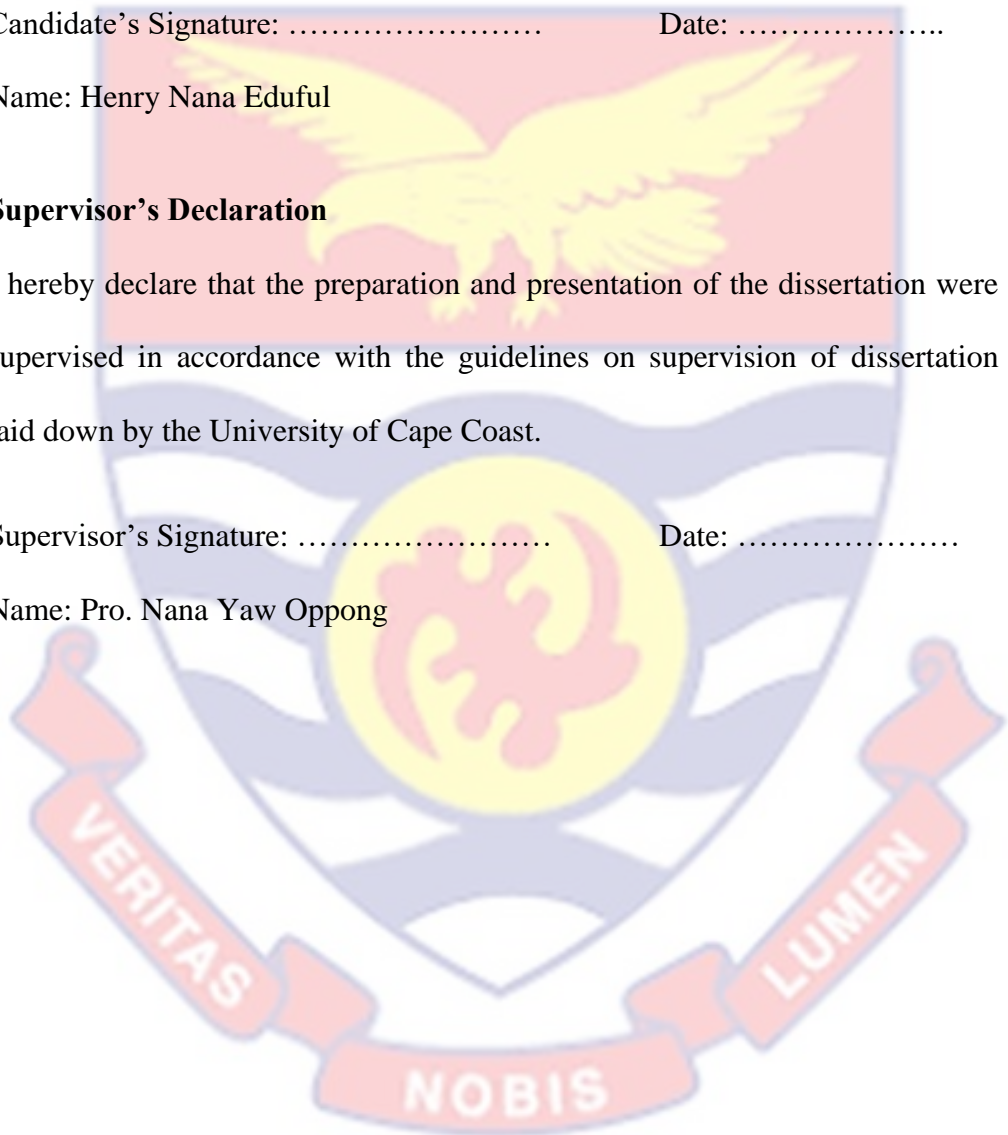 Candidate’s Signature: …………………… Date: ………………..
Name: Henry Nana Eduful
Supervisor’s Declaration
hereby declare that the preparation and presentation of the dissertation were
supervised in accordance with the guidelines on supervision of dissertation
laid down by the University of Cape Coast.
Supervisor’s Signature: …………………… Date: …………………
Name: Pro. Nana Yaw Oppong
VERITAS
NOBIS
LUMEN